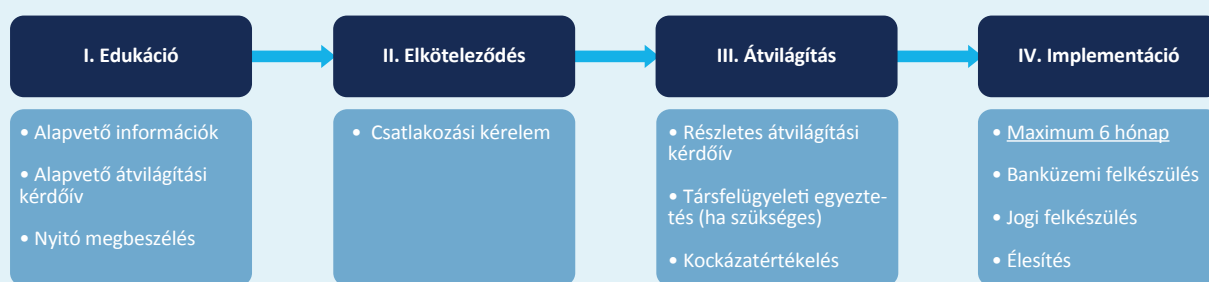 I. Edukáció
• Alapvető információk
• Alapvető átvilágítási
kérdőív
• Nyitó megbeszélés
II. Elköteleződés
• Csatlakozási kérelem
III. Átvilágítás
• Részletes átvilágítási
kérdőív
• Társfelügyeleti egyezte-
tés (ha szükséges)
• Kockázatértékelés
IV. Implementáció
• Maximum 6 hónap
• Banküzemi felkészülés
• Jogi felkészülés
• Élesítés